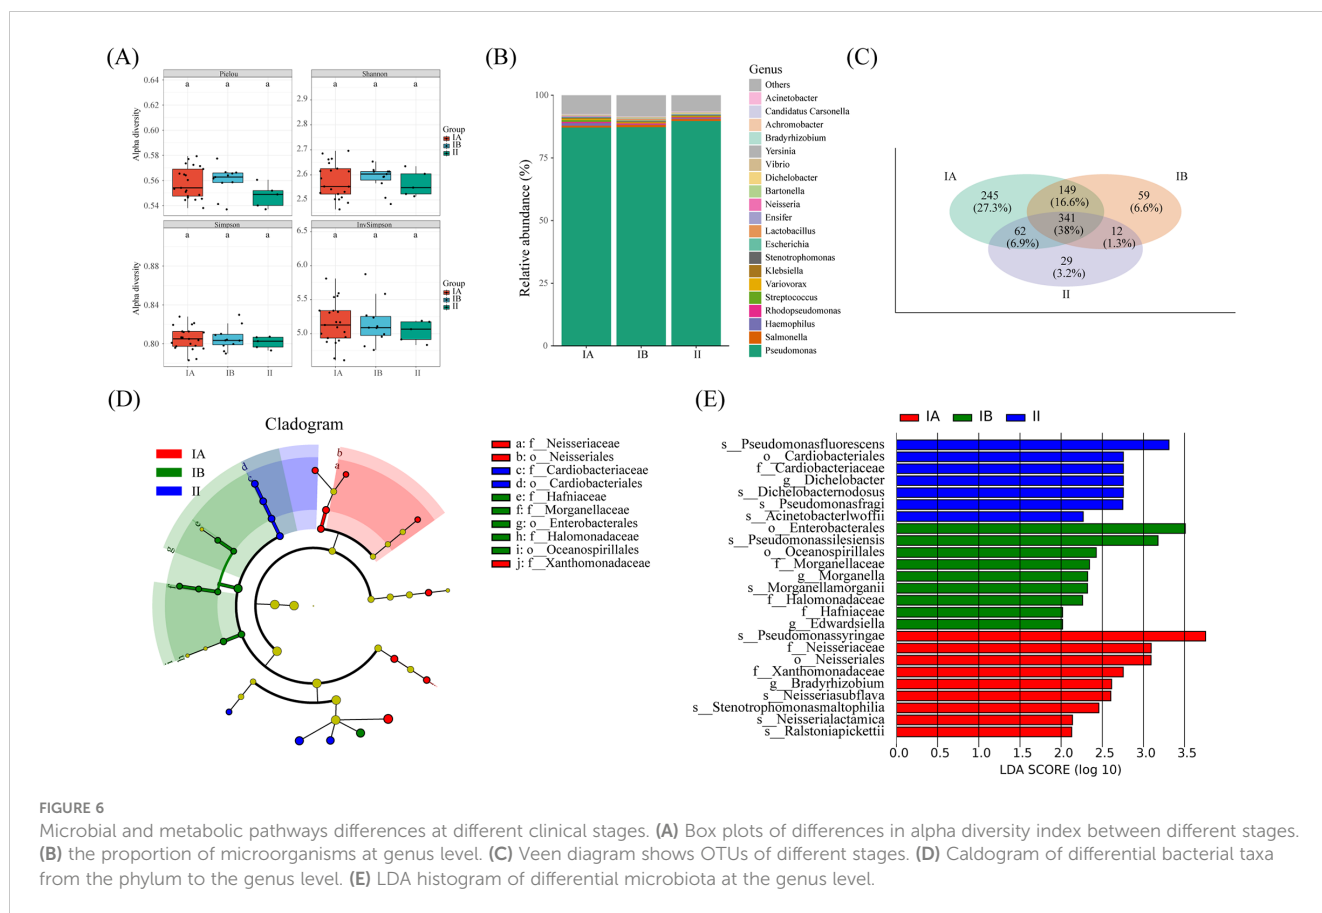 (A)
Pielou
Shannon
a a a
a a a
0.64
0.62
0.60
0.58
0.56
0.54
2.9
2.8
2.7
2.6
2.5
Alpha diversity
Group
IA
IB
II
Simpson
InvSimpson
a a a
a a a
0.88
0.84
0.80
6.5
6.0
5.5
5.0
Alpha diversity
Group
IA
IB
II
IA IB II
IA IB II
(B)
Relative abundance (%)
100
75
50
25
0
IA IB II
Genus
Others
Acinetobacter
Candidatus Carsonella
Achromobacter
Bradyrhizobium
Yersinia
Vibrio
Dichelobacter
Bartonella
Neisseria
Ensifer
Lactobacillus
Escherichia
Stenotrophomonas
Klebsiella
Variovorax
Streptococcus
Rhodopseudomonas
Haemophilus
Salmonella
Pseudomonas
(C)
IA
IB
245
(27.3%)
149
(16.6%)
59
(6.6%)
341
(38%)
62
(6.9%)
12
(1.3%)
29
(3.2%)
II
(D)
Cladogram
IA
IB
II
b
a
d
g
a: f__Neisseriaceae
b: o__Neisseriales
c: f__Cardiobacteriaceae
d: o__Cardiobacteriales
e: f__Hafniaceae
f: f__Morganellaceae
g: o__Enterobacterales
h: f__Halomonadaceae
i: o__Oceanospirillales
j: f__Xanthomonadaceae
(E)
IA IB II
s__Pseudomonasfluorescens
o__Cardiobacteriales
f__Cardiobacteriaceae
g__Dichelobacter
s__Dichelobacternodosus
s__Pseudomonasfragi
s__Acinetobacterlwoffii
o__Enterobacterales
s__Pseudomonassilesiensis
o__Oceanospirillales
f__Morganellaceae
g__Morganella
s__Morganellamorganii
f__Halomonadaceae
f__Hafniaceae
g__Edwardsiella
s__Pseudomonassyringae
f__Neisseriaceae
o__Neisseriales
f__Xanthomonadaceae
g__Bradyrhizobium
s__Neisseriasubflava
s__Stenotrophomonasmaltophilia
s__Neisserialactamica
s__Ralstoniapickettii
0.0 0.5 1.0 1.5 2.0 2.5 3.0 3.5
LDA SCORE (log 10)
FIGURE 6
Microbial and metabolic pathways differences at different clinical stages. (A) Box plots of differences in alpha diversity index between different stages.
(B) the proportion of microorganisms at genus level. (C) Veen diagram shows OTUs of different stages. (D) Caldogram of differential bacterial taxa
from the phylum to the genus level. (E) LDA histogram of differential microbiota at the genus level.